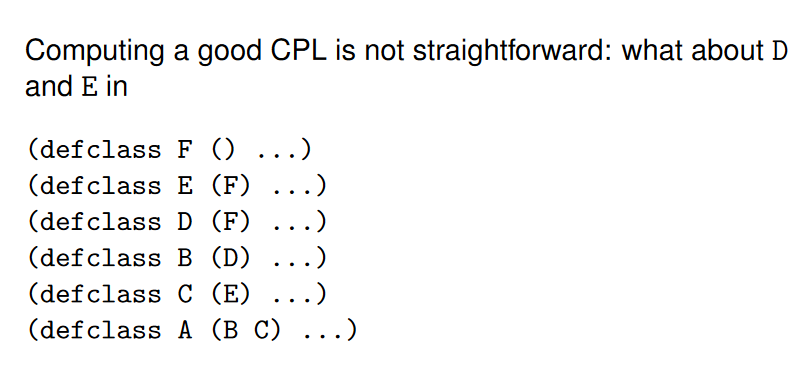 Computing a good CPL is not straightforward: what about D
and E in
(defclass F () ...)
(defclass E (F) ...)
(defclass D (F) ...)
(defclass B (D) ...)
(defclass C (E) ...)
(defclass A (B C) ...)